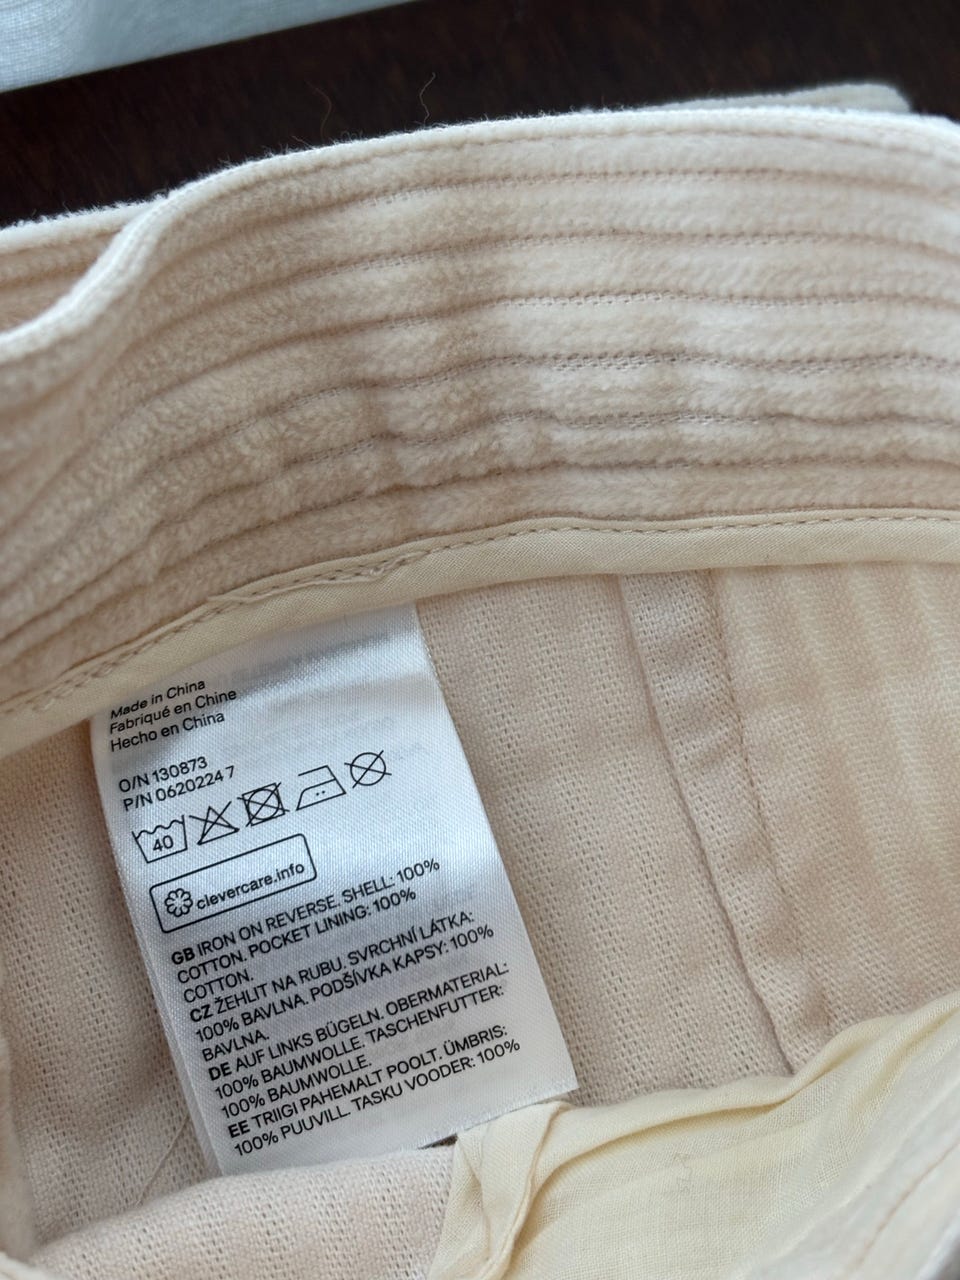 Made in China
Fabriqué en Chine
Hecho en China
O/N 130873
P/N 0620224 7
40
clevercare.info
GB IRON ON REVERSE. SHELL: 100%
COTTON. POCKET LINING: 100%
COTTON.
CZ ŽEHLIT NA RUBU. SVRCHNÍ LÁTKA:
100% BAVLNA. PODŠÍVKA KAPSY: 100%
BAVLNA.
DE AUF LINKS BÜGELN. OBERMATERIAL:
100% BAUMWOLLE. TASCHENFUTTER:
100% BAUMWOLLE.
EE TRIIGI PAHEMALT POOLT. ÜMBRIS:
100% PUUVILL. TASKU VOODER: 100%